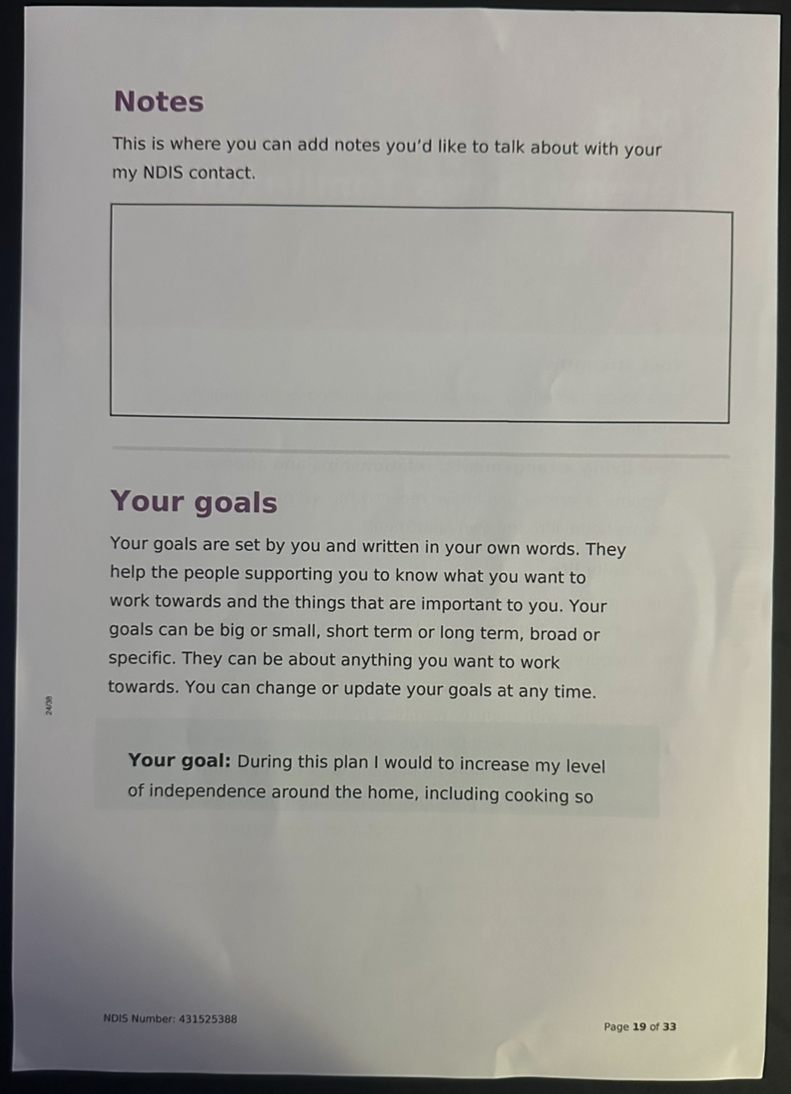 Notes
This is where you can add notes you'd like to talk about with your
my NDIS contact.
Your goals
Your goals are set by you and written in your own words. They
help the people supporting you to know what you want to
work towards and the things that are important to you. Your
goals can be big or small, short term or long term, broad or
specific. They can be about anything you want to work
towards. You can change or update your goals at any time.
24/38
Your goal: During this plan I would to increase my level
of independence around the home, including cooking so
NDIS Number: 431525388
Page 19 of 33